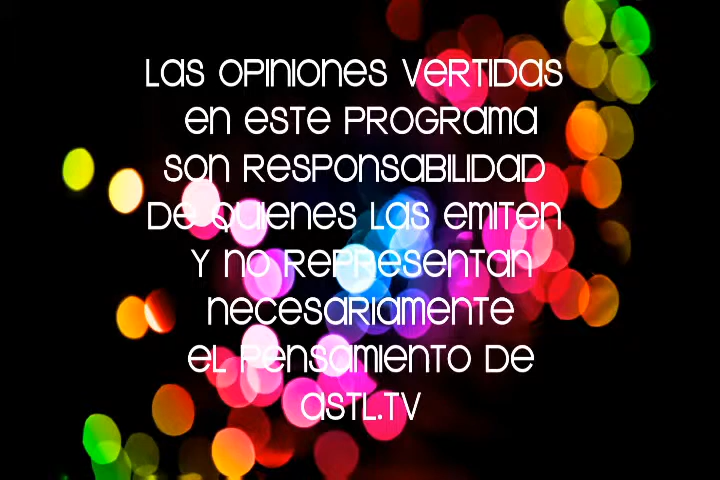 Las opiniones vertidas
en este programa
son responsabilidad
de quienes las emiten
y no representan
necesariamente
el pensamiento de
astl.tv